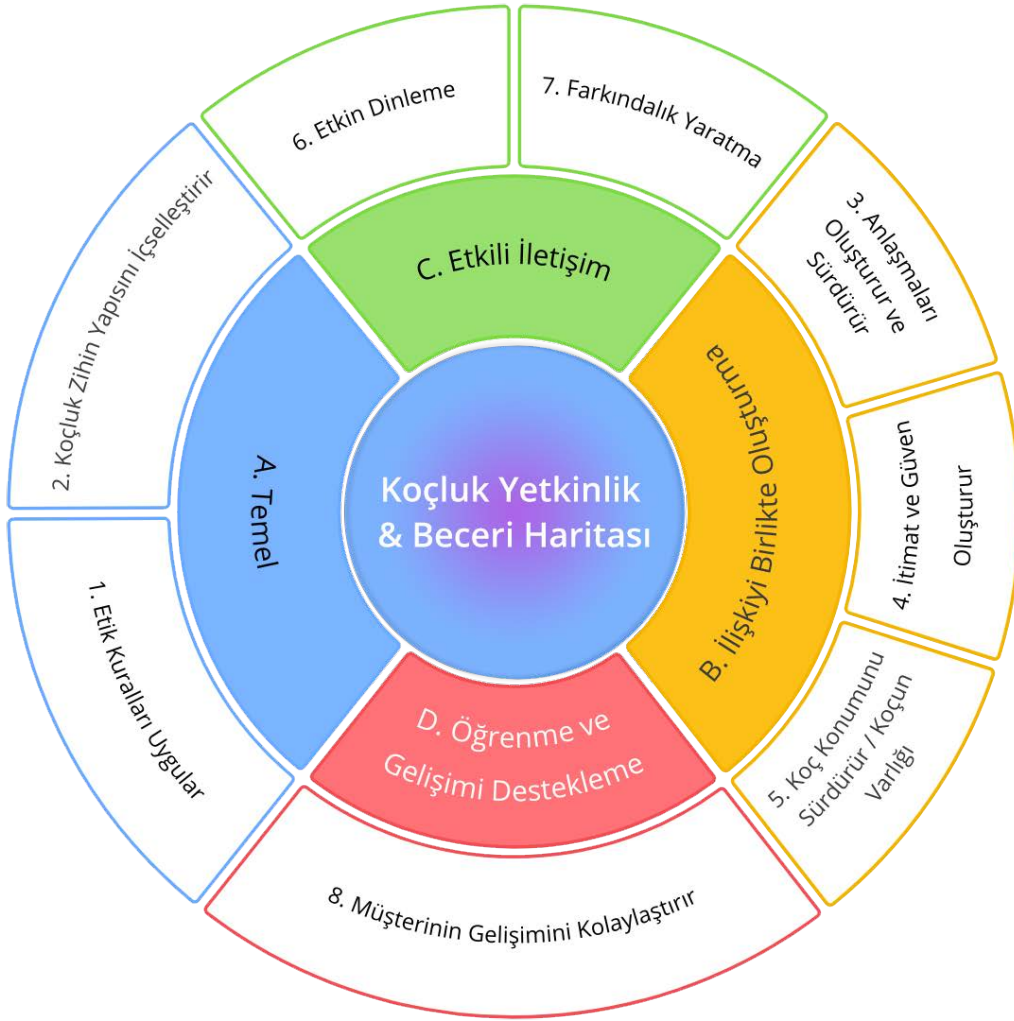 Koçluk Yetkinlik
& Beceri Haritası
A. Temel
1. Etik Kuralları Uygular
2. Koçluk Zihin Yapısını İçselleştirir
B. İlişkiyi Birlikte Oluşturma
3. Anlaşmaları
Oluşturur ve
Sürdürür
4. İtimat ve Güven
Oluşturur
5. Koç Konumunu
Sürdürür / Koçun
Varlığı
C. Etkili İletişim
6. Etkin Dinleme
7. Farkındalık Yaratma
D. Öğrenme ve
Gelişimi Destekleme
8. Müşterinin Gelişimini Kolaylaştırır